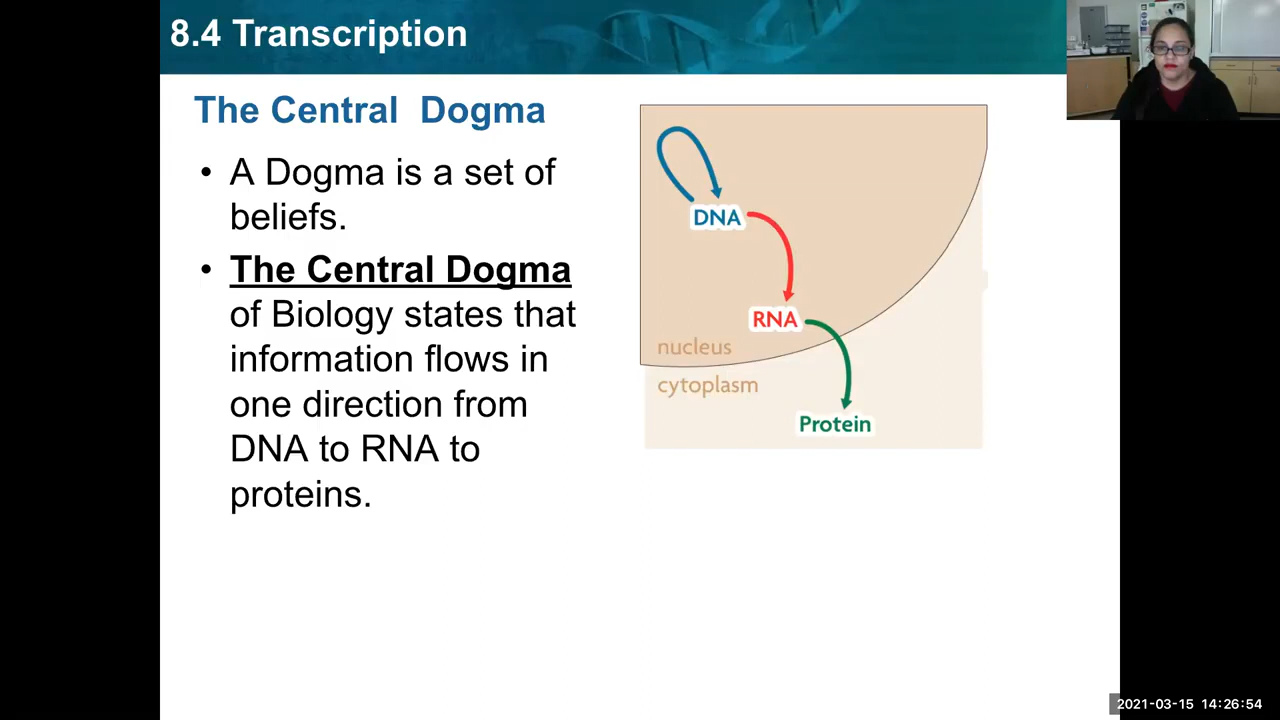 8.4 Transcription
The Central Dogma
• A Dogma is a set of
beliefs.
• The Central Dogma
of Biology states that
information flows in
one direction from
DNA to RNA to
proteins.
DNA
RNA
nucleus
cytoplasm
Protein
2021-03-15 14:26:54